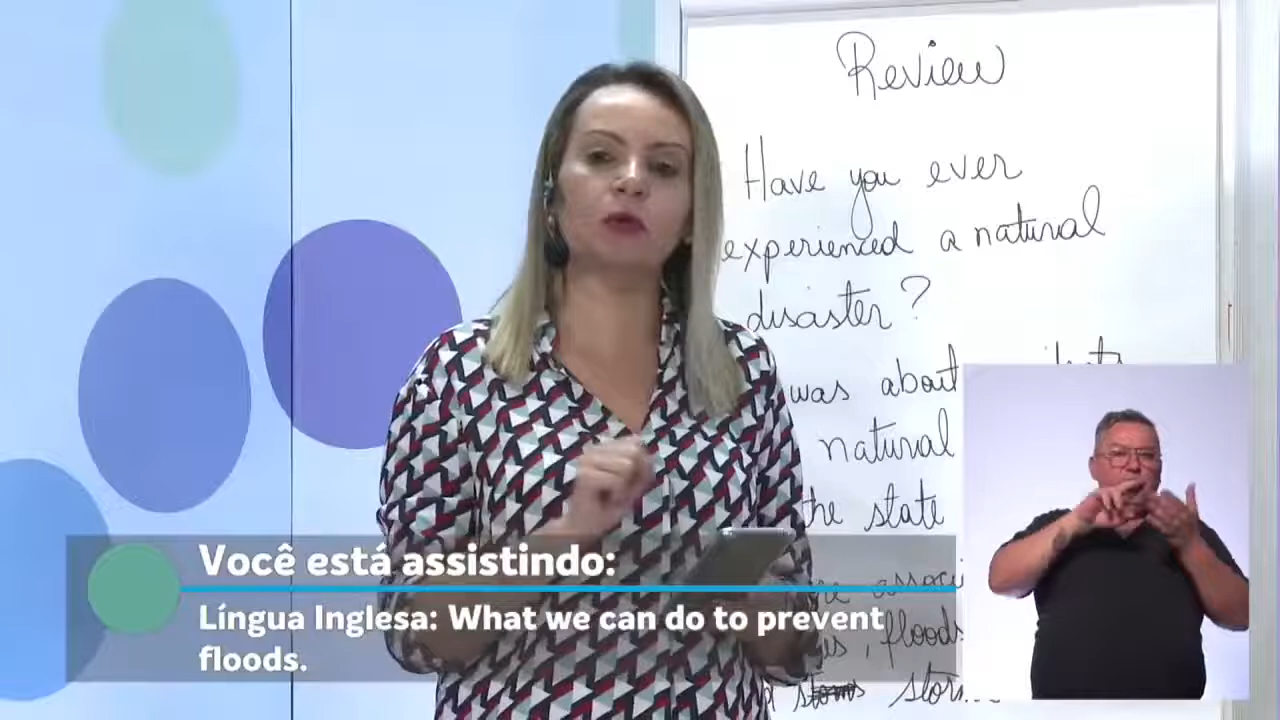 Review
Have you ever
experienced a natural
disaster?
was about
natural
the state
floods
Você está assistindo:
Língua Inglesa: What we can do to prevent
floods.